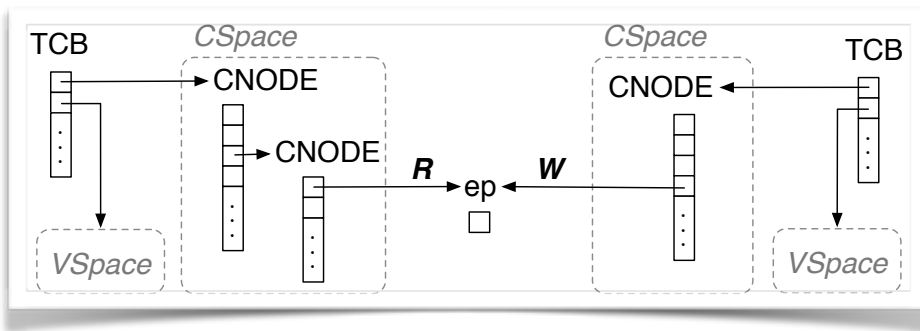 CSpace
CSpace
TCB
TCB
CNODE
CNODE
CNODE
R
W
ep
VSpace
VSpace